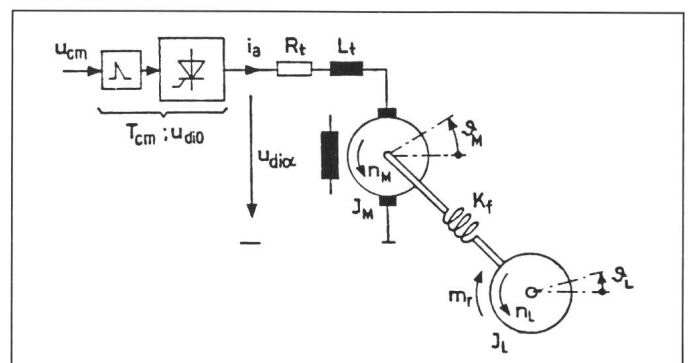 u_cm
i_a
R_t
L_t
T_cm ; u_di0
u_diα
n_M
ϑ_M
J_M
K_f
m_r
n_L
ϑ_L
J_L